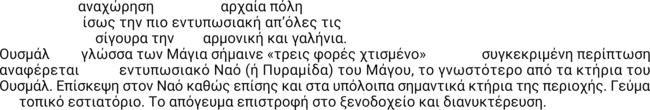 αναχώρηση αρχαία πόλη
ίσως την πιο εντυπωσιακή απ'όλες τις
σίγουρα την αρμονική και γαλήνια.
Ουσμάλ γλώσσα των Μάγια σήμαινε «τρεις φορές χτισμένο» συγκεκριμένη περίπτωση
αναφέρεται εντυπωσιακό Ναό (ή Πυραμίδα) του Μάγου, το γνωστότερο από τα κτήρια του
Ουσμάλ. Επίσκεψη στον Ναό καθώς επίσης και στα υπόλοιπα σημαντικά κτήρια της περιοχής. Γεύμα
τοπικό εστιατόριο. Το απόγευμα επιστροφή στο ξενοδοχείο και διανυκτέρευση.